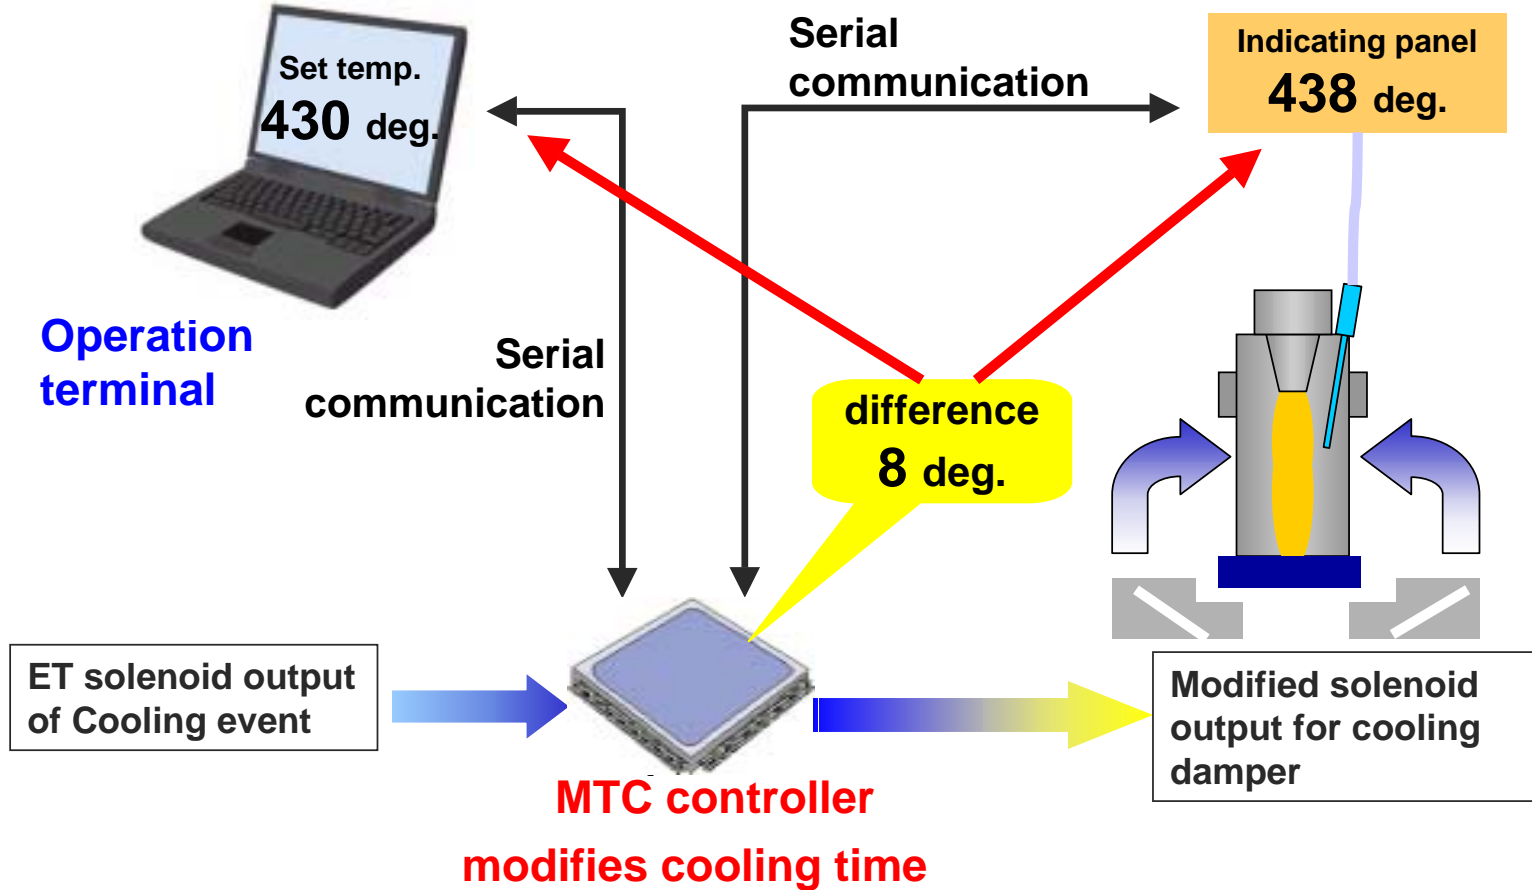 Set temp.
430 deg.
Serial
communication
Indicating panel
438 deg.
Operation
terminal
Serial
communication
difference
8 deg.
ET solenoid output
of Cooling event
Modified solenoid
output for cooling
damper
MTC controller
modifies cooling time